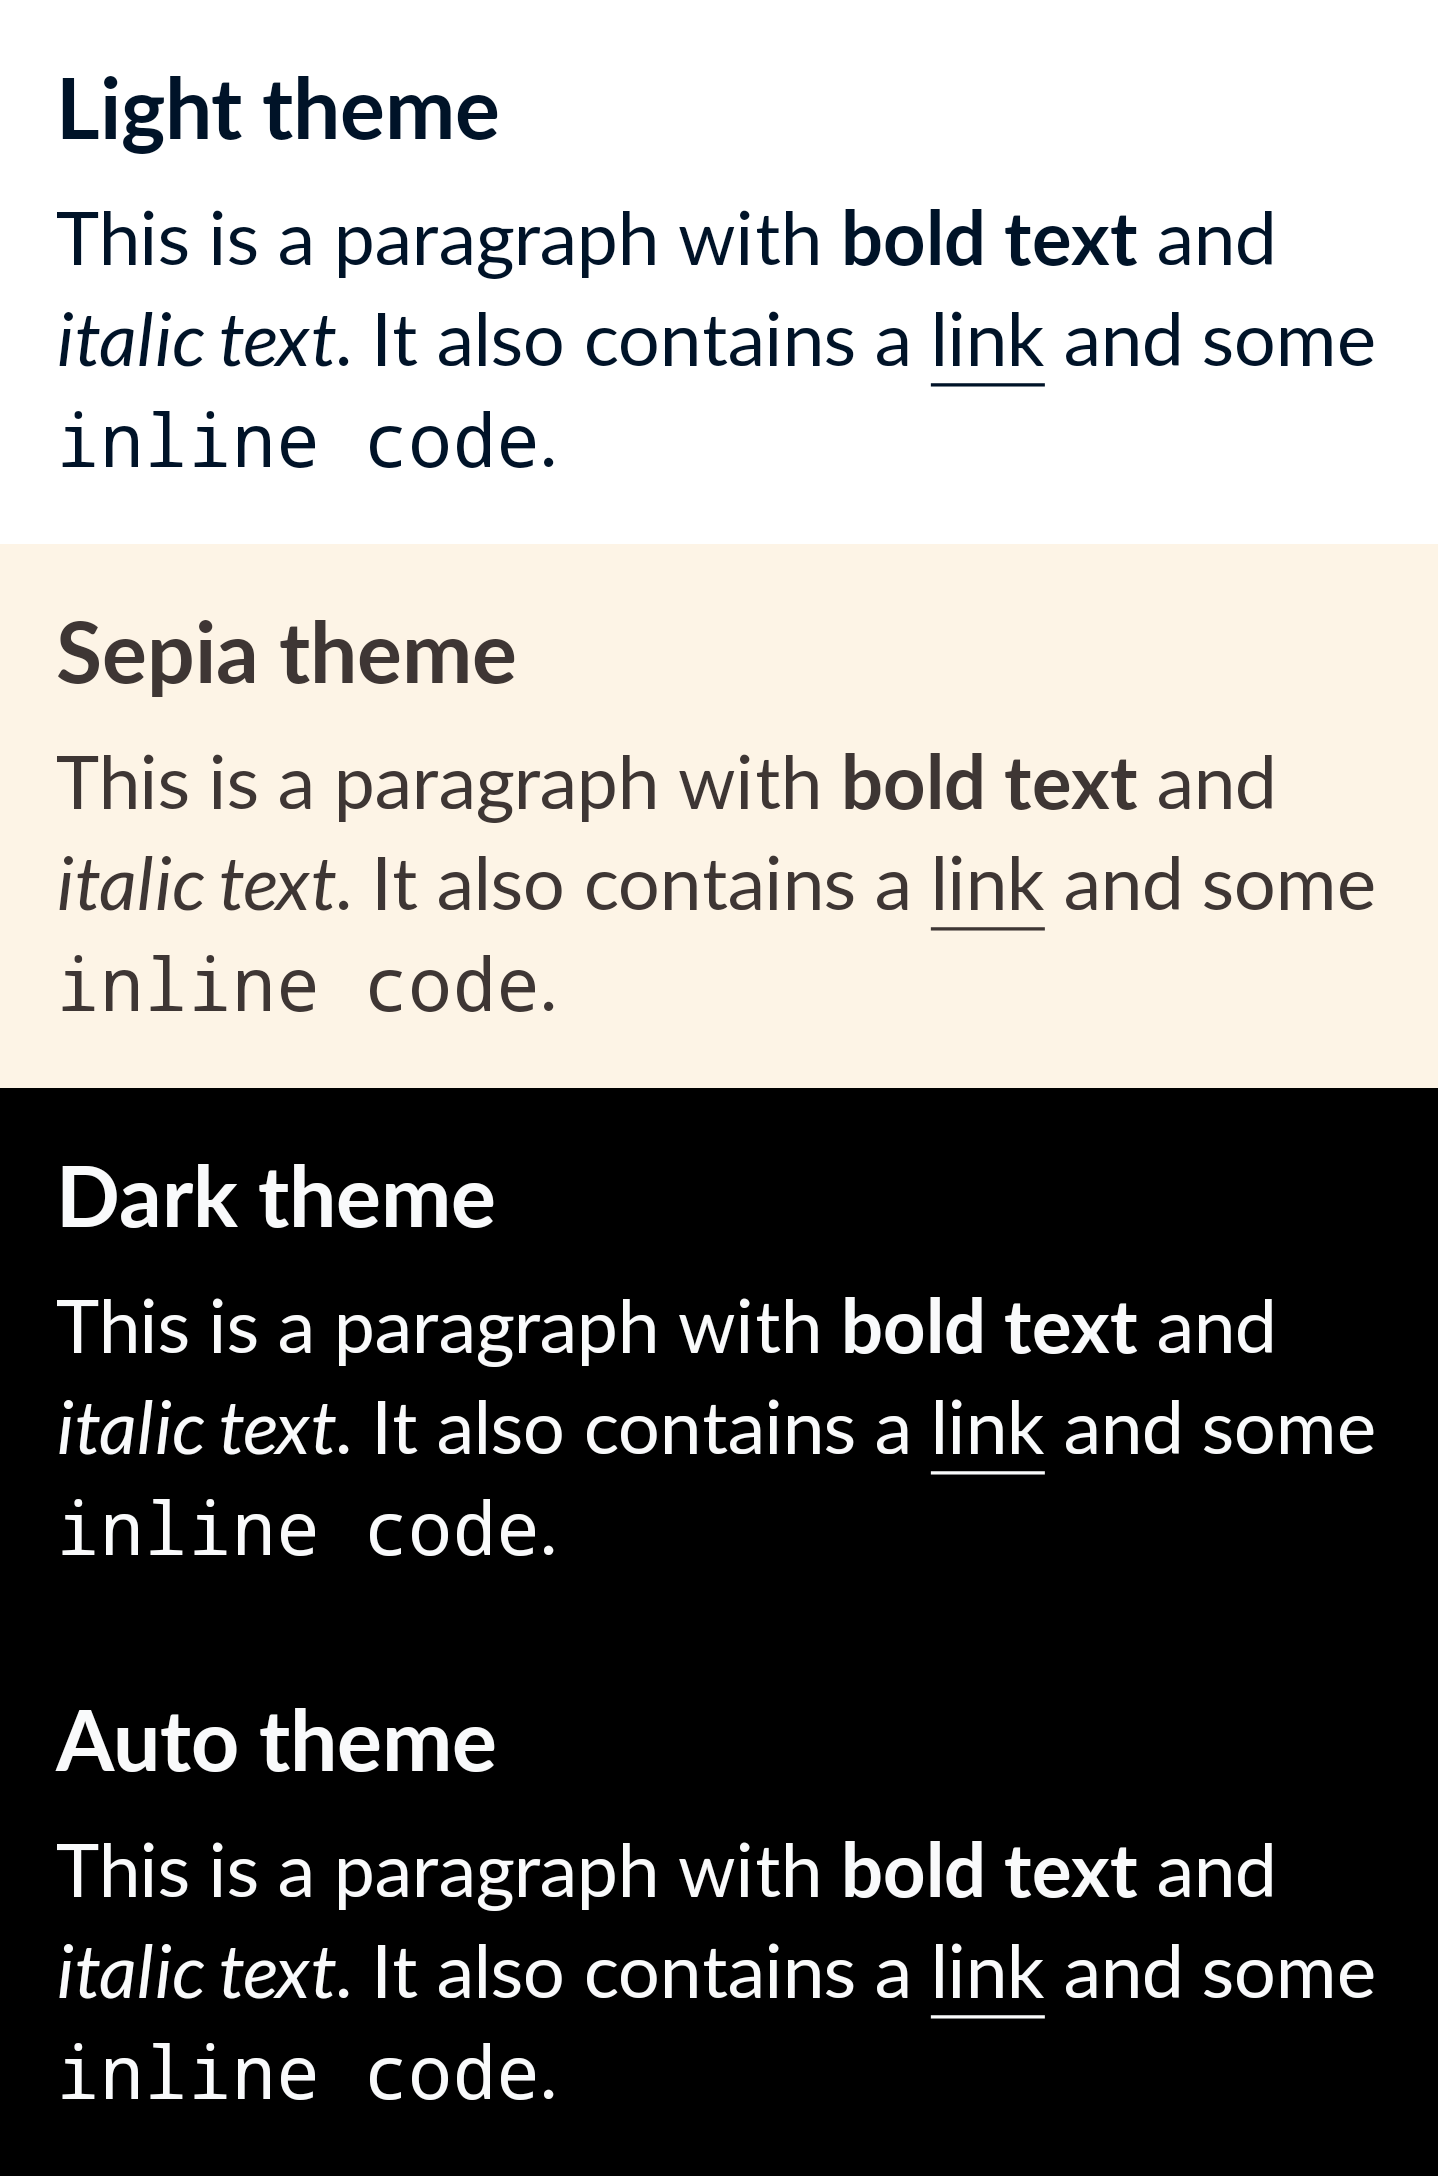 Light theme
This is a paragraph with bold text and
italic text. It also contains a link and some
inline code.
Sepia theme
This is a paragraph with bold text and
italic text. It also contains a link and some
inline code.
Dark theme
This is a paragraph with bold text and
italic text. It also contains a link and some
inline code.
Auto theme
This is a paragraph with bold text and
italic text. It also contains a link and some
inline code.